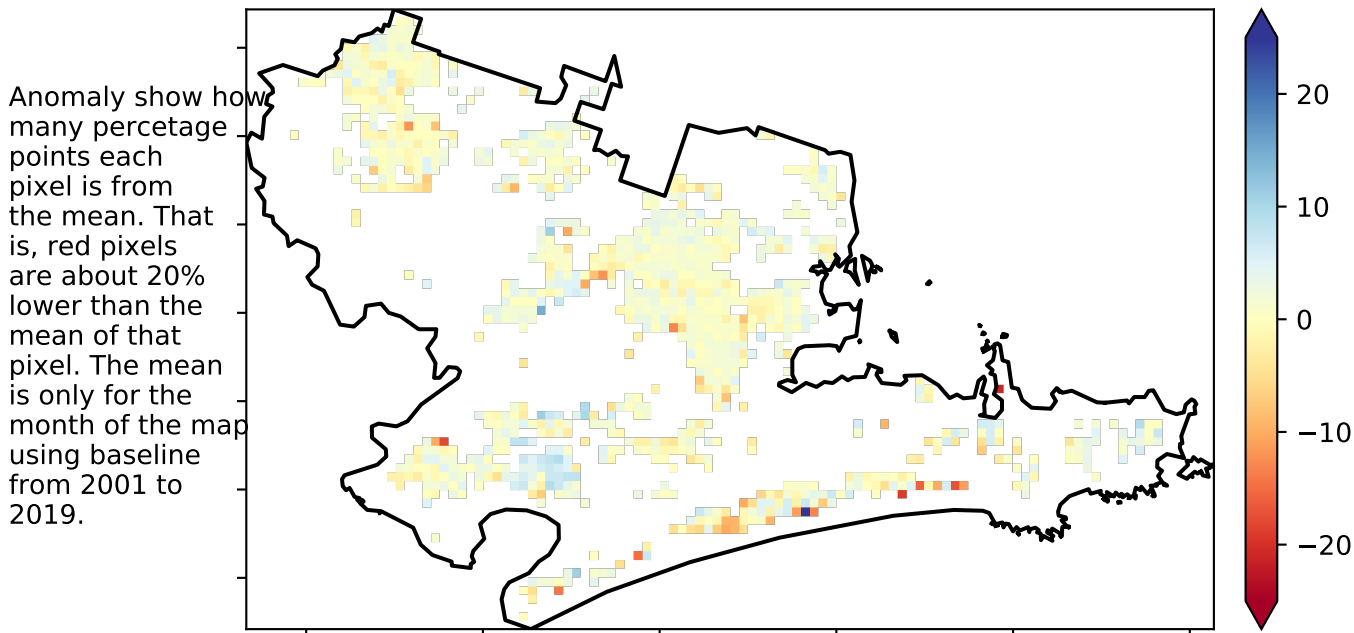 Anomaly show how
many percetage
points each
pixel is from
the mean. That
is, red pixels
are about 20%
lower than the
mean of that
pixel. The mean
is only for the
month of the map
using baseline
from 2001 to
2019.
20
10
0
−10
−20